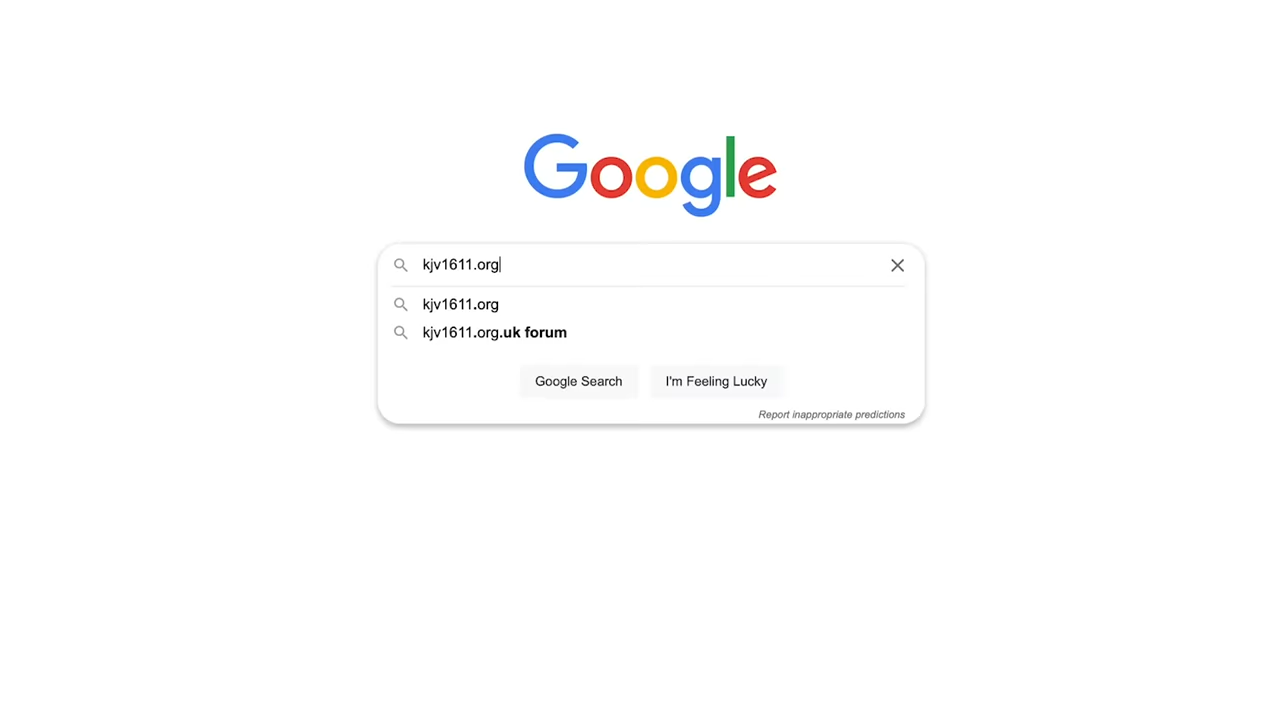 Google
kjv1611.org
kjv1611.org
kjv1611.org.uk forum
Google Search
I'm Feeling Lucky
Report inappropriate predictions